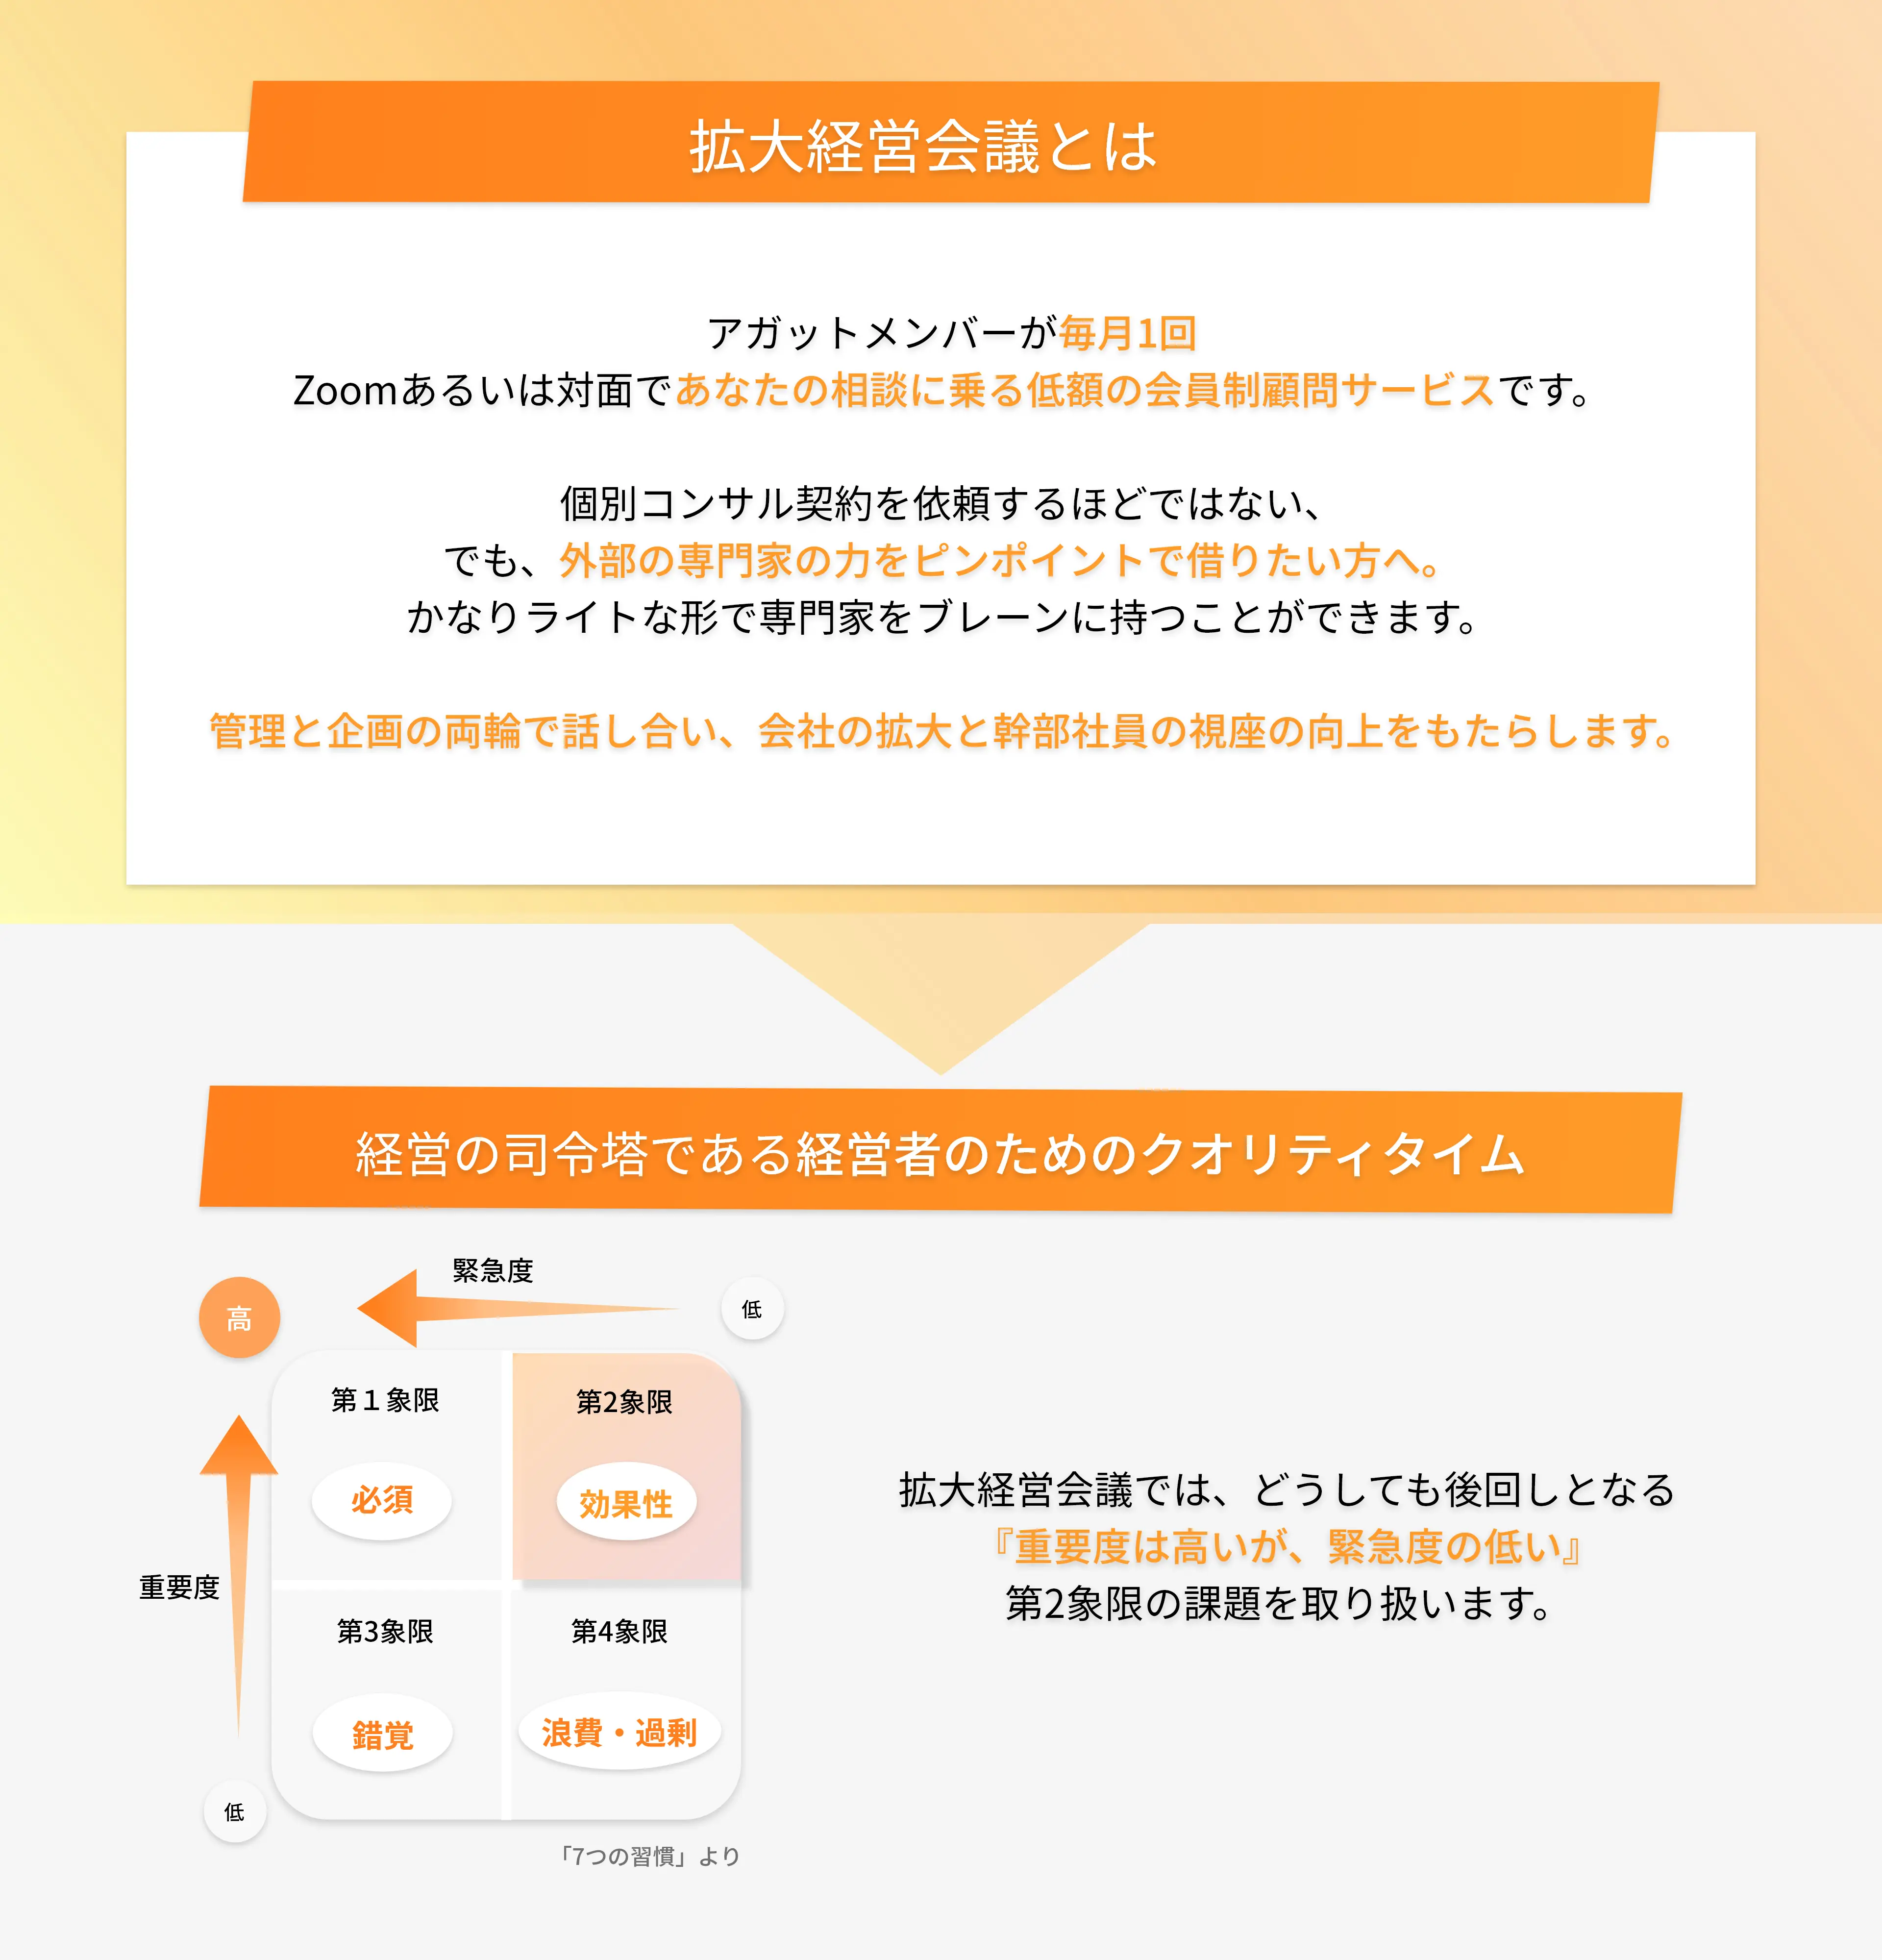 拡大経営会議とは
アガットメンバーが毎月1回
Zoomあるいは対面であなたの相談に乗る低額の会員制顧問サービスです。
個別コンサル契約を依頼するほどではない、
でも、外部の専門家の力をピンポイントで借りたい方へ。
かなりライトな形で専門家をブレーンに持つことができます。
管理と企画の両輪で話し合い、会社の拡大と幹部社員の視座の向上をもたらします。
経営の司令塔である経営者のためのクオリティタイム
緊急度
高
低
第１象限
第2象限
必須
効果性
重要度
第3象限
第4象限
錯覚
浪費・過剰
低
「7つの習慣」より
拡大経営会議では、どうしても後回しとなる
『重要度は高いが、緊急度の低い』
第2象限の課題を取り扱います。